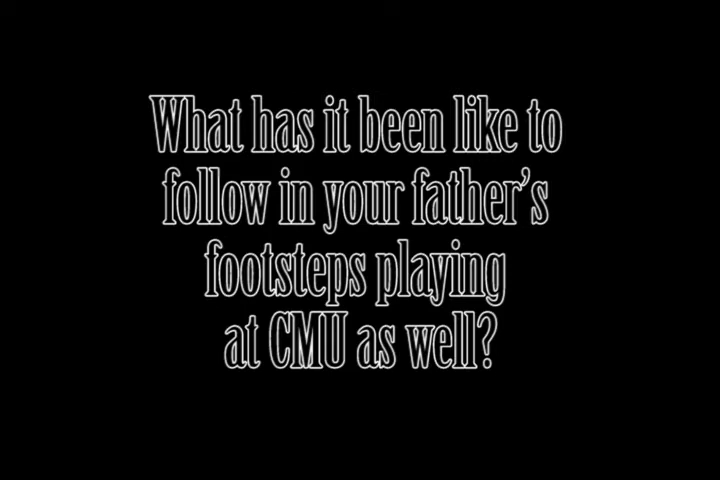 What has it been like to
follow in your father’s
footsteps playing
at CMU as well?